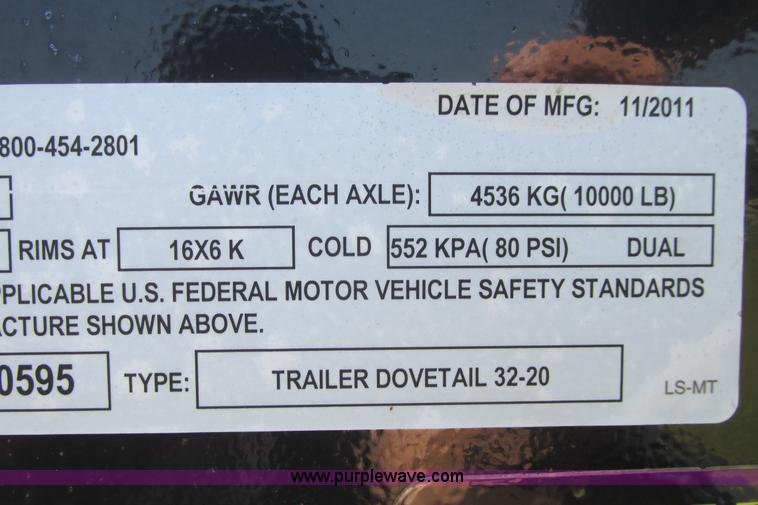 DATE OF MFG: 11/2011
800-454-2801
GAWR (EACH AXLE): 4536 KG( 10000 LB)
RIMS AT 16X6 K COLD 552 KPA( 80 PSI) DUAL
PPLICABLE U.S. FEDERAL MOTOR VEHICLE SAFETY STANDARDS
ACTURE SHOWN ABOVE.
0595 TYPE: TRAILER DOVETAIL 32-20
LS-MT
www.purplewave.com